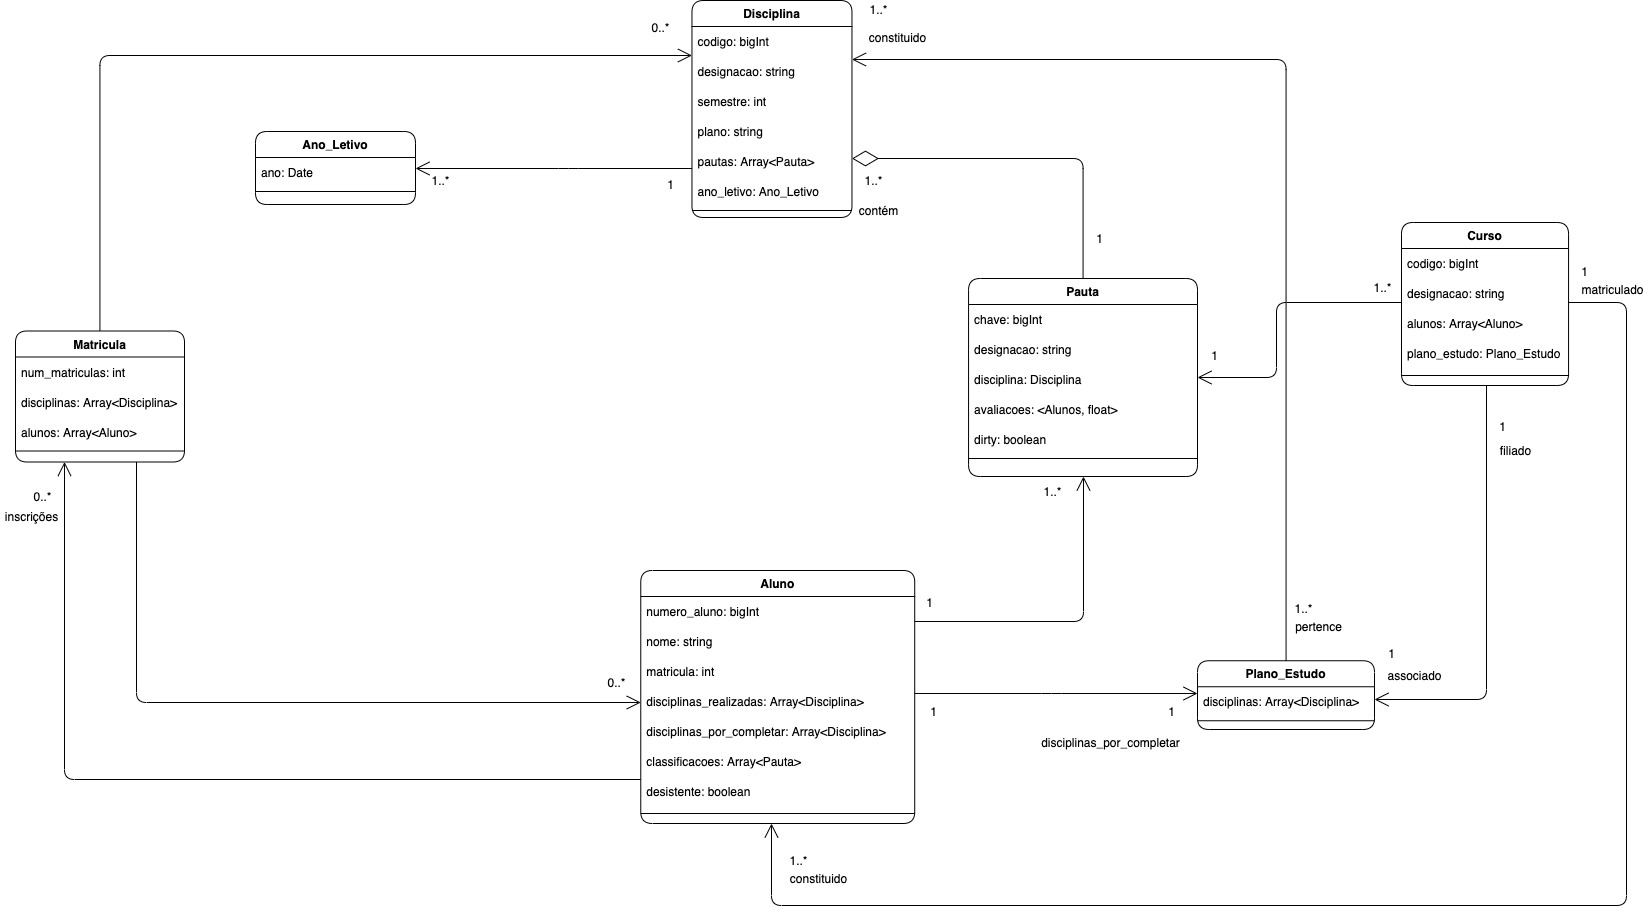 Disciplina
codigo: bigInt
designacao: string
semestre: int
plano: string
pautas: Array<Pauta>
ano_letivo: Ano_Letivo
0..*
1..*
constituido
Ano_Letivo
ano: Date
1..*
1
1..*
contém
1
Curso
codigo: bigInt
designacao: string
alunos: Array<Aluno>
plano_estudo: Plano_Estudo
1
matriculado
1..*
1
Pauta
chave: bigInt
designacao: string
disciplina: Disciplina
avaliacoes: <Alunos, float>
dirty: boolean
1..*
Matricula
num_matriculas: int
disciplinas: Array<Disciplina>
alunos: Array<Aluno>
0..*
inscrições
1
filiado
Aluno
numero_aluno: bigInt
nome: string
matricula: int
disciplinas_realizadas: Array<Disciplina>
disciplinas_por_completar: Array<Disciplina>
classificacoes: Array<Pauta>
desistente: boolean
0..*
1
1..*
pertence
1
associado
Plano_Estudo
disciplinas: Array<Disciplina>
1
1
disciplinas_por_completar
1..*
constituido